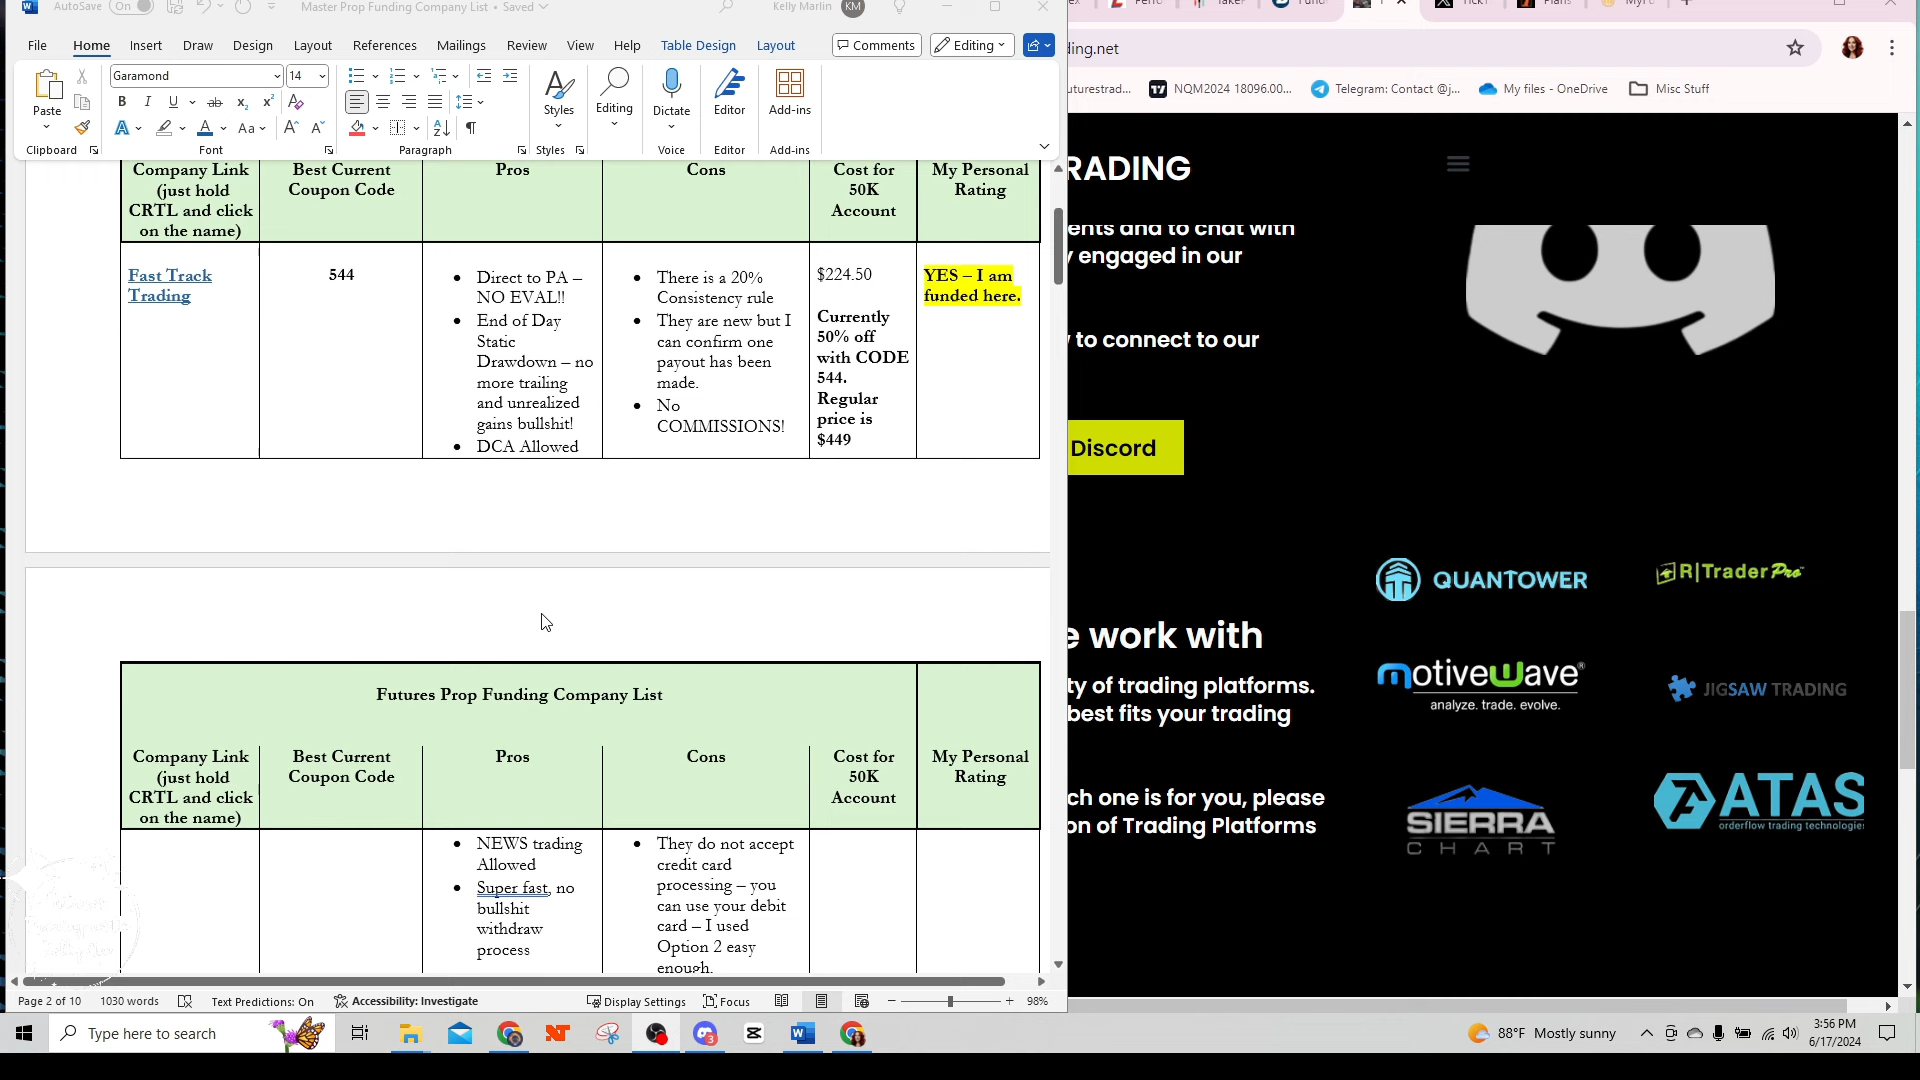 AutoSave
On
Master Prop Funding Company List • Saved
Kelly Marlin
KM
File
Home
Insert
Draw
Design
Layout
References
Mailings
Review
View
Help
Table Design
Layout
Comments
Editing
Paste
Garamond
14
Styles
Editing
Dictate
Editor
Add-ins
Clipboard
Font
Paragraph
Styles
Voice
Editor
Add-ins
Company Link
(just hold
CRTL and click
on the name)
Best Current
Coupon Code
Pros
Cons
Cost for
50K
Account
My Personal
Rating
Fast Track
Trading
544
• Direct to PA –
NO EVAL!!
• End of Day
Static
Drawdown – no
more trailing
and unrealized
gains bullshit!
• DCA Allowed
• There is a 20%
Consistency rule
• They are new but I
can confirm one
payout has been
made.
• No
COMMISSIONS!
$224.50
Currently
50% off
with CODE
544.
Regular
price is
$449
YES – I am
funded here.
Futures Prop Funding Company List
Company Link
(just hold
CRTL and click
on the name)
Best Current
Coupon Code
Pros
Cons
Cost for
50K
Account
My Personal
Rating
• NEWS trading
Allowed
• Super fast, no
bullshit
withdraw
process
• They do not accept
credit card
processing – you
can use your debit
card – I used
Option 2 easy
enough.
Page 2 of 10
1030 words
Text Predictions: On
Accessibility: Investigate
Display Settings
Focus
98%
ding.net
uturestrad...
NQM2024 18096.00...
Telegram: Contact @j...
My files - OneDrive
Misc Stuff
RADING
ents and to chat with
y engaged in our
y to connect to our
Discord
e work with
ty of trading platforms.
best fits your trading
ch one is for you, please
on of Trading Platforms
QUANTOWER
R|Trader Pro
motivewave®
analyze. trade. evolve.
JIGSAW TRADING
SIERRA
CHART
ATAS
orderflow trading technologie
Type here to search
88°F Mostly sunny
3:56 PM
6/17/2024